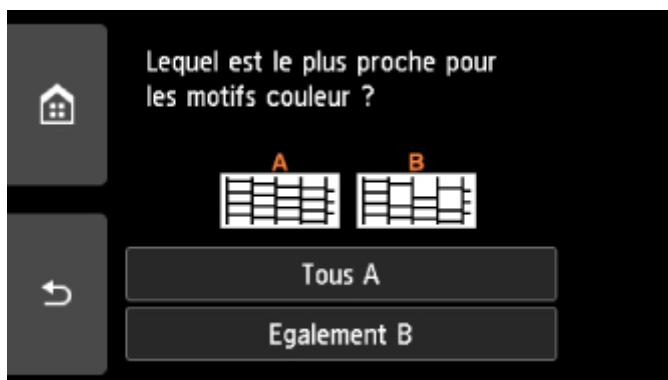 Lequel est le plus proche pour
les motifs couleur ?
A B
Tous A
Egalement B